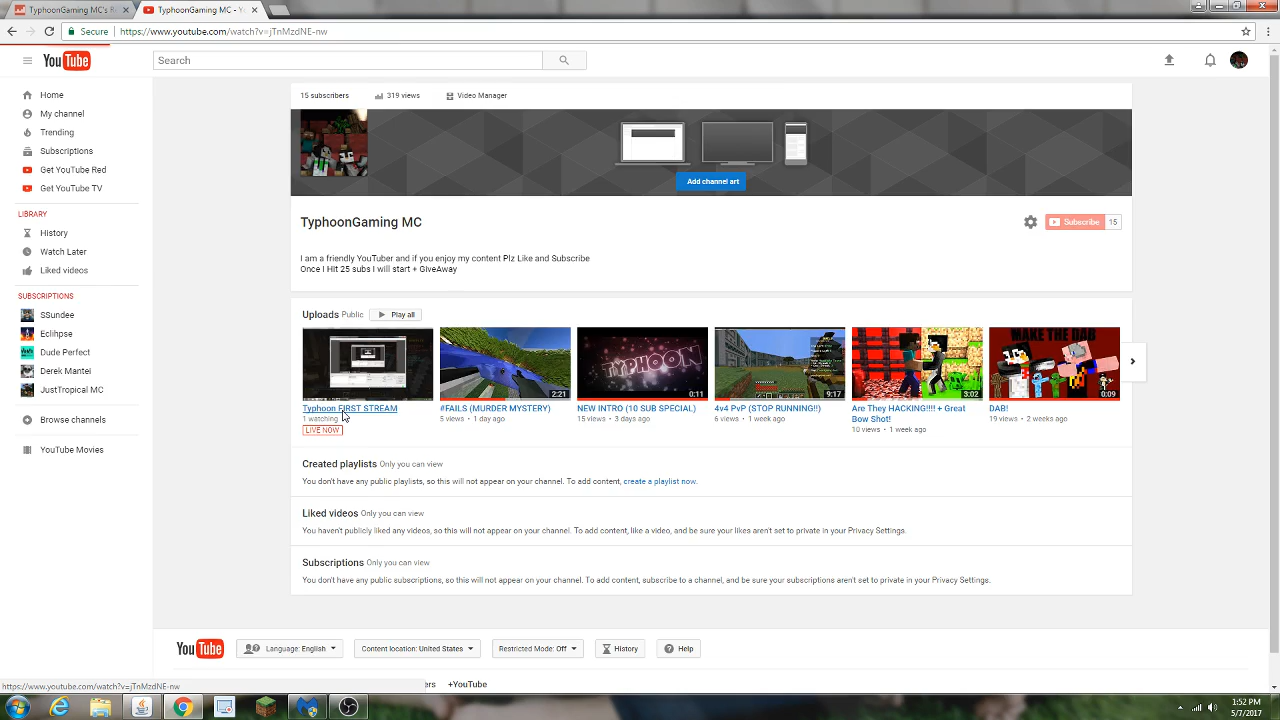 TyphoonGaming MC's R
TyphoonGaming MC - Yo
Secure
https://www.youtube.com/watch?v=jTnMzdNE-nw
YouTube
Search
Home
My channel
Trending
Subscriptions
Get YouTube Red
Get YouTube TV
LIBRARY
History
Watch Later
Liked videos
SUBSCRIPTIONS
SSundee
Eclihpse
Dude Perfect
Derek Mantel
JustTropical MC
Browse channels
YouTube Movies
15 subscribers
319 views
Video Manager
Add channel art
TyphoonGaming MC
Subscribe 15
I am a friendly YouTuber and if you enjoy my content Plz Like and Subscribe
Once I Hit 25 subs I will start + GiveAway
Uploads Public
Play all
Typhoon FIRST STREAM
1 watching
LIVE NOW
2:21
#FAILS (MURDER MYSTERY)
5 views • 1 day ago
TYPHOON
0:11
NEW INTRO (10 SUB SPECIAL)
15 views • 3 days ago
9:17
4v4 PvP (STOP RUNNING!!)
6 views • 1 week ago
3:02
Are They HACKING!!!! + Great
Bow Shot!
10 views • 1 week ago
MAKE THE DAB
0:09
DAB!
19 views • 2 weeks ago
Created playlists Only you can view
You don't have any public playlists, so this will not appear on your channel. To add content, create a playlist now.
Liked videos Only you can view
You haven't publicly liked any videos, so this will not appear on your channel. To add content, like a video, and be sure your likes aren't set to private in your Privacy Settings.
Subscriptions Only you can view
You don't have any public subscriptions, so this will not appear on your channel. To add content, subscribe to a channel, and be sure your subscriptions aren't set to private in your Privacy Settings.
YouTube
Language: English
Content location: United States
Restricted Mode: Off
History
Help
https://www.youtube.com/watch?v=jTnMzdNE-nw
ers
+YouTube
1:52 PM
5/7/2017